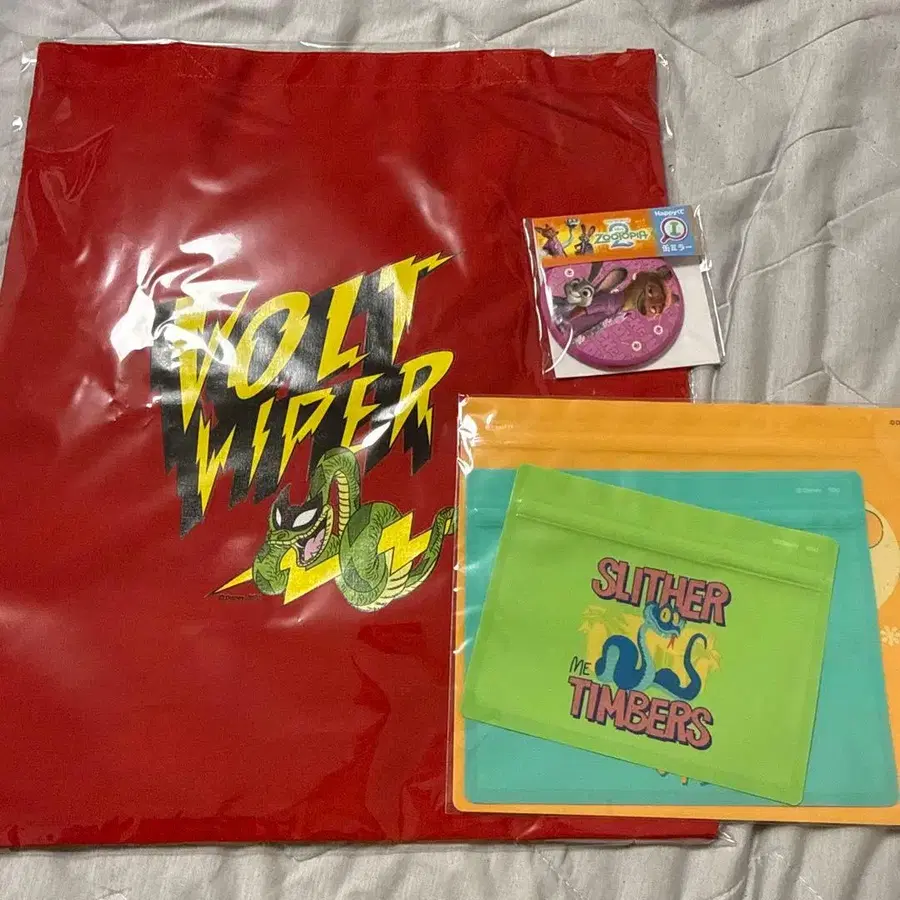 VOLT
VIPER
ZOOTOPIA
2
Happyくじ
缶ミラー
SLITHER
ME
TIMBERS